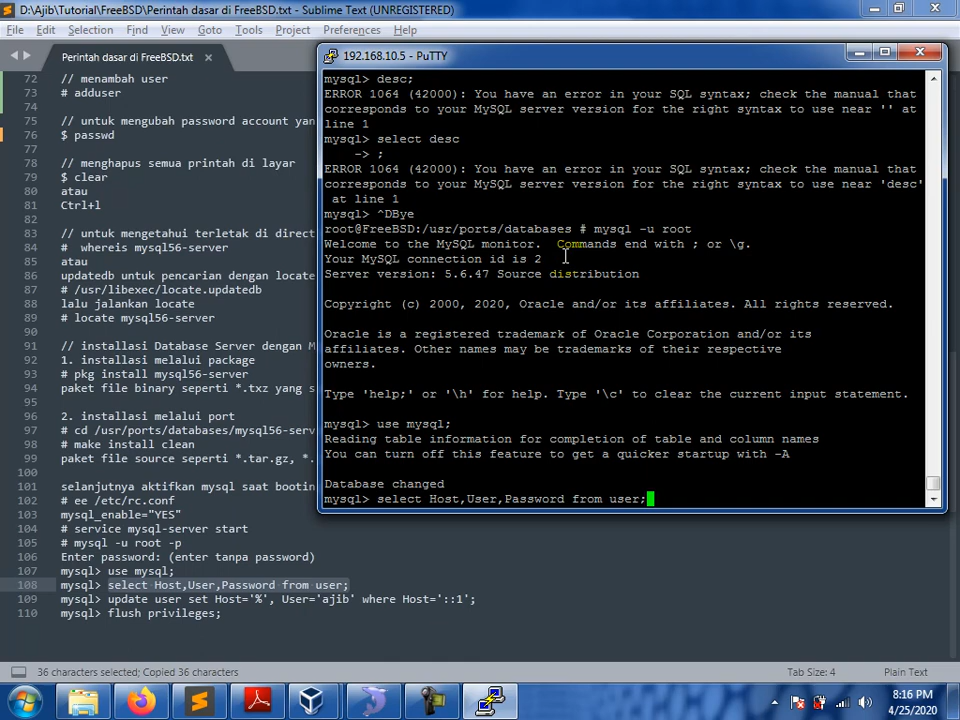 D:\Ajib\Tutorial\FreeBSD\Perintah dasar di FreeBSD.txt - Sublime Text (UNREGISTERED)
File Edit Selection Find View Goto Tools Project Preferences Help
Perintah dasar di FreeBSD.txt ×
72 // menambah user
73 # adduser
74
75 // untuk mengubah password account yan
76 $ passwd
77
78 // menghapus semua printah di layar
79 $ clear
80 atau
81 Ctrl+l
82
83 // untuk mengetahui terletak di direct
84 # whereis mysql56-server
85 atau
86 updatedb untuk pencarian dengan locate
87 # /usr/libexec/locate.updatedb
88 lalu jalankan locate
89 # locate mysql56-server
90
91 // installasi Database Server dengan M
92 1. installasi melalui package
93 # pkg install mysql56-server
94 paket file binary seperti *.txz yang s
95
96 2. installasi melalui port
97 # cd /usr/ports/databases/mysql56-serv
98 # make install clean
99 paket file source seperti *.tar.gz, *.
100
101 selanjutnya aktifkan mysql saat bootin
102 # ee /etc/rc.conf
103 mysql_enable="YES"
104 # service mysql-server start
105 # mysql -u root -p
106 Enter password: (enter tanpa password)
107 mysql> use mysql;
108 mysql> select Host,User,Password from user;
109 mysql> update user set Host='%', User='ajib' where Host='::1';
110 mysql> flush privileges;
192.168.10.5 - PuTTY
mysql> desc;
ERROR 1064 (42000): You have an error in your SQL syntax; check the manual that
corresponds to your MySQL server version for the right syntax to use near '' at
line 1
mysql> select desc
-> ;
ERROR 1064 (42000): You have an error in your SQL syntax; check the manual that
corresponds to your MySQL server version for the right syntax to use near 'desc'
at line 1
mysql> ^DBye
root@FreeBSD:/usr/ports/databases # mysql -u root
Welcome to the MySQL monitor.  Commands end with ; or \g.
Your MySQL connection id is 2
Server version: 5.6.47 Source distribution
Copyright (c) 2000, 2020, Oracle and/or its affiliates. All rights reserved.
Oracle is a registered trademark of Oracle Corporation and/or its
affiliates. Other names may be trademarks of their respective
owners.
Type 'help;' or '\h' for help. Type '\c' to clear the current input statement.
mysql> use mysql;
Reading table information for completion of table and column names
You can turn off this feature to get a quicker startup with -A
Database changed
mysql> select Host,User,Password from user;
36 characters selected; Copied 36 characters Tab Size: 4 Plain Text
8:16 PM
4/25/2020